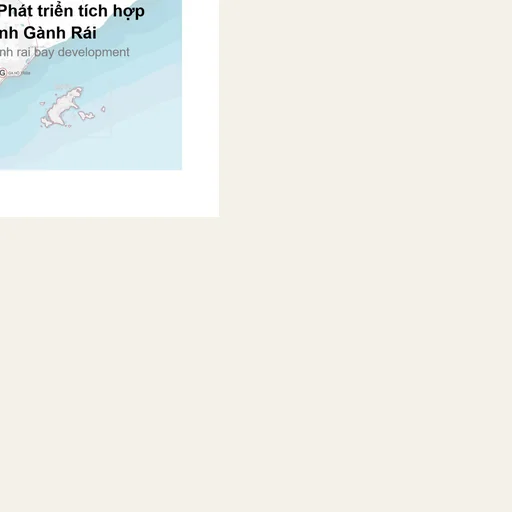 Phát triển tích hợp
nh Gành Rái
nh rai bay development
G